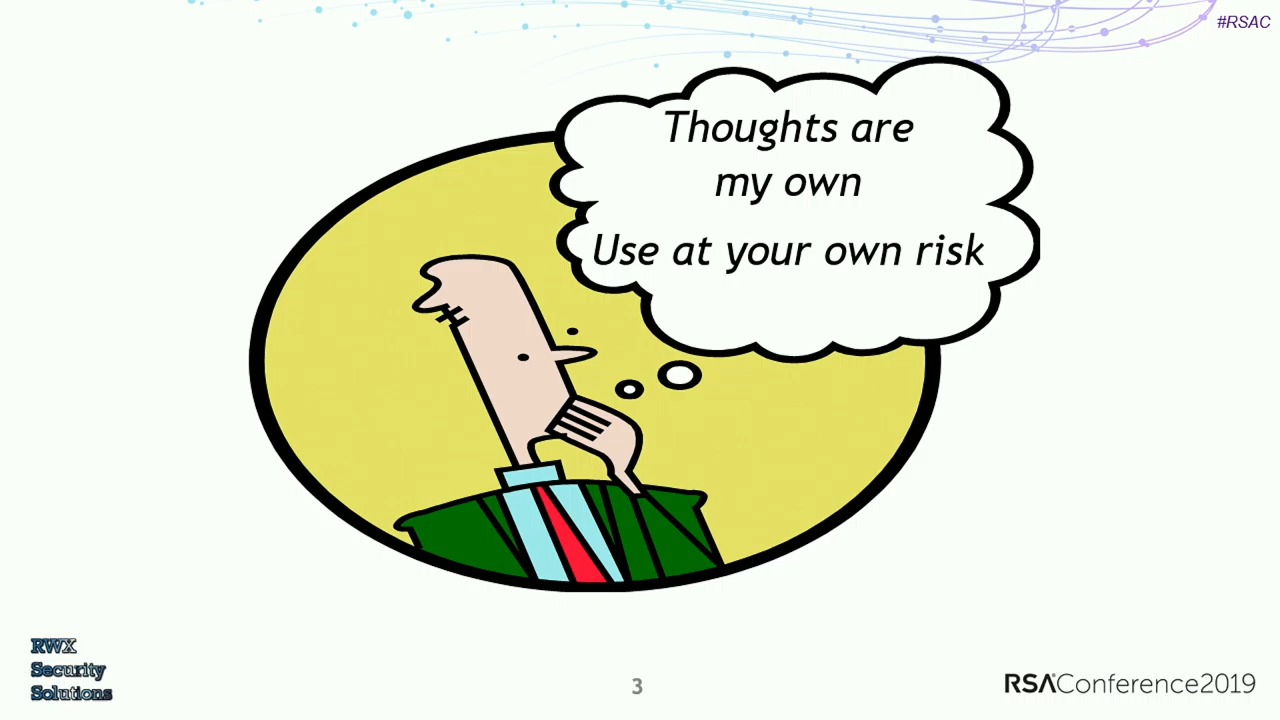 #RSAC
Thoughts are
my own
Use at your own risk
RWX
Security
Solutions
3
RSAConference2019